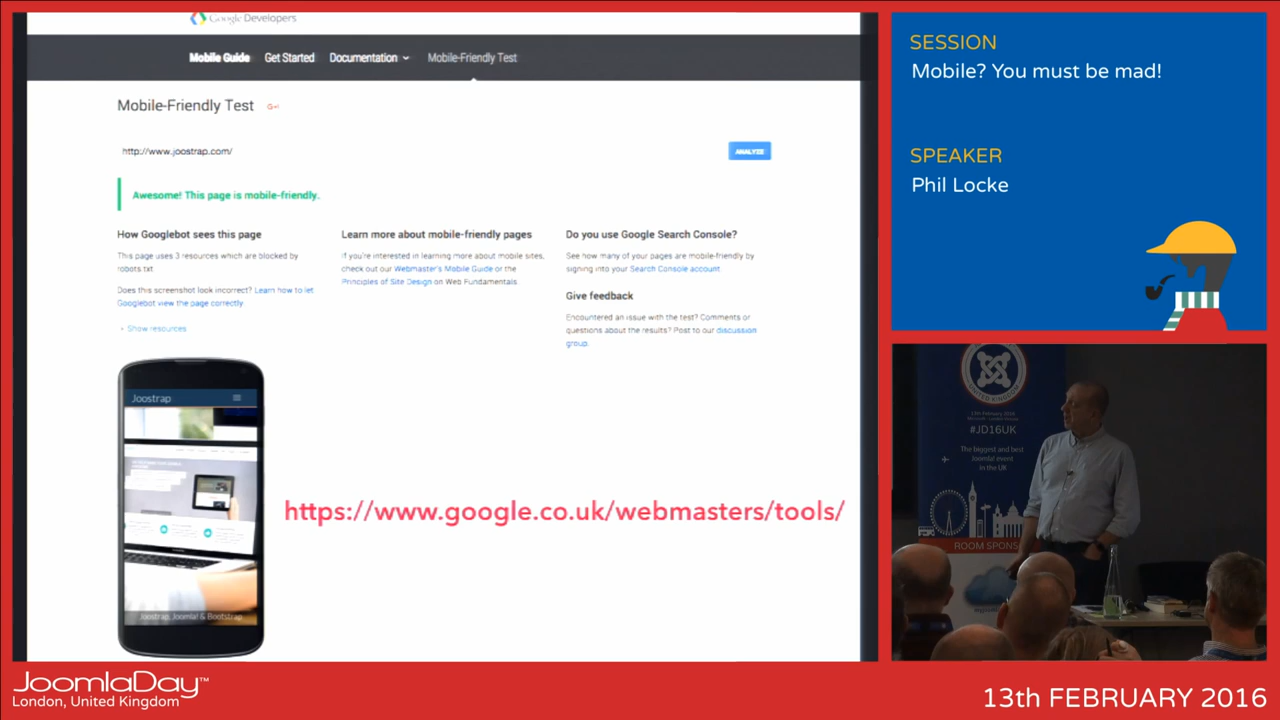 Google Developers
Mobile Guide Get Started Documentation Mobile-Friendly Test
Mobile-Friendly Test G+1
http://www.joostrap.com/
ANALYZE
Awesome! This page is mobile-friendly.
How Googlebot sees this page
This page uses 3 resources which are blocked by
robots.txt.
Does this screenshot look incorrect? Learn how to let
Googlebot view the page correctly.
Show resources
Learn more about mobile-friendly pages
If you're interested in learning more about mobile sites,
check out our Webmaster's Mobile Guide or the
Principles of Site Design on Web Fundamentals.
Do you use Google Search Console?
See how many of your pages are mobile-friendly by
signing into your Search Console account.
Give feedback
Encountered an issue with the test? Comments or
questions about the results? Post to our discussion
group.
Joostrap
Joostrap, Joomla! & Bootstrap
https://www.google.co.uk/webmasters/tools/
SESSION
Mobile? You must be mad!
SPEAKER
Phil Locke
UNITED KINGDOM
#JD16UK
The biggest and best
Joomla! event
in the UK
ROOM SPONS
JoomlaDay™
London, United Kingdom
13th FEBRUARY 2016